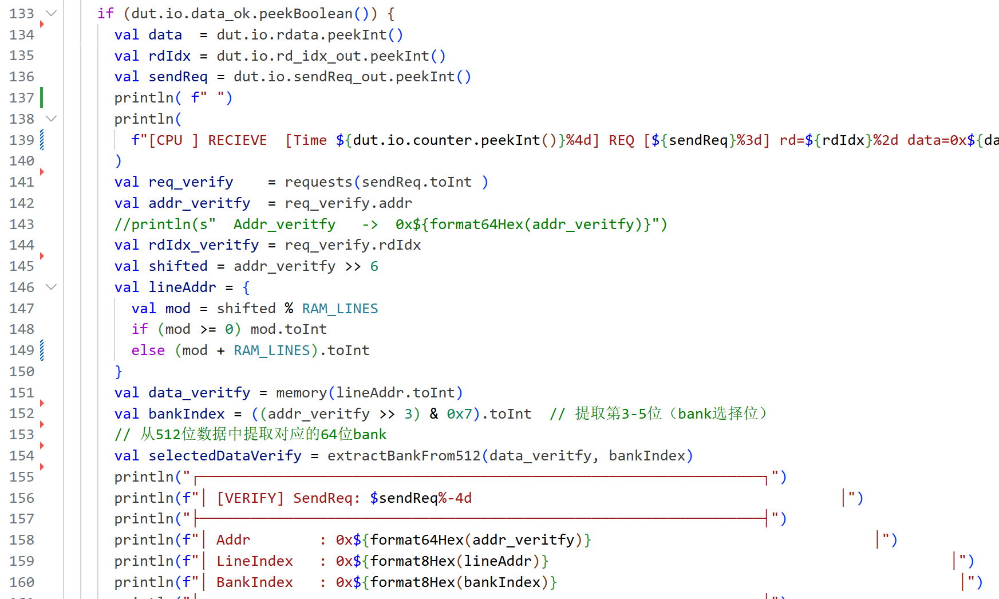 133 if (dut.io.data_ok.peekBoolean()) {
134 val data  = dut.io.rdata.peekInt()
135 val rdIdx = dut.io.rd_idx_out.peekInt()
136 val sendReq = dut.io.sendReq_out.peekInt()
137 println( f" ")
138 println(
139 f"[CPU ] RECIEVE  [Time ${dut.io.counter.peekInt()}%4d] REQ [${sendReq}%3d] rd=${rdIdx}%2d data=0x${da
140 )
141 val req_verify    = requests(sendReq.toInt )
142 val addr_veritfy  = req_verify.addr
143 //println(s"  Addr_veritfy   ->  0x${format64Hex(addr_veritfy)}")
144 val rdIdx_veritfy = req_verify.rdIdx
145 val shifted = addr_veritfy >> 6
146 val lineAddr = {
147 val mod = shifted % RAM_LINES
148 if (mod >= 0) mod.toInt
149 else (mod + RAM_LINES).toInt
150 }
151 val data_veritfy = memory(lineAddr.toInt)
152 val bankIndex = ((addr_veritfy >> 3) & 0x7).toInt  // 提取第3-5位（bank选择位）
153 // 从512位数据中提取对应的64位bank
154 val selectedDataVerify = extractBankFrom512(data_veritfy, bankIndex)
155 println("┌──────────────────────────────────────────────────────────────────┐")
156 println(f"│ [VERIFY] SendReq: $sendReq%-4d                                           │")
157 println("├──────────────────────────────────────────────────────────────────┤")
158 println(f"│ Addr        : 0x${format64Hex(addr_veritfy)}                                 │")
159 println(f"│ LineIndex   : 0x${format8Hex(lineAddr)}                                               │")
160 println(f"│ BankIndex   : 0x${format8Hex(bankIndex)}                                               │")